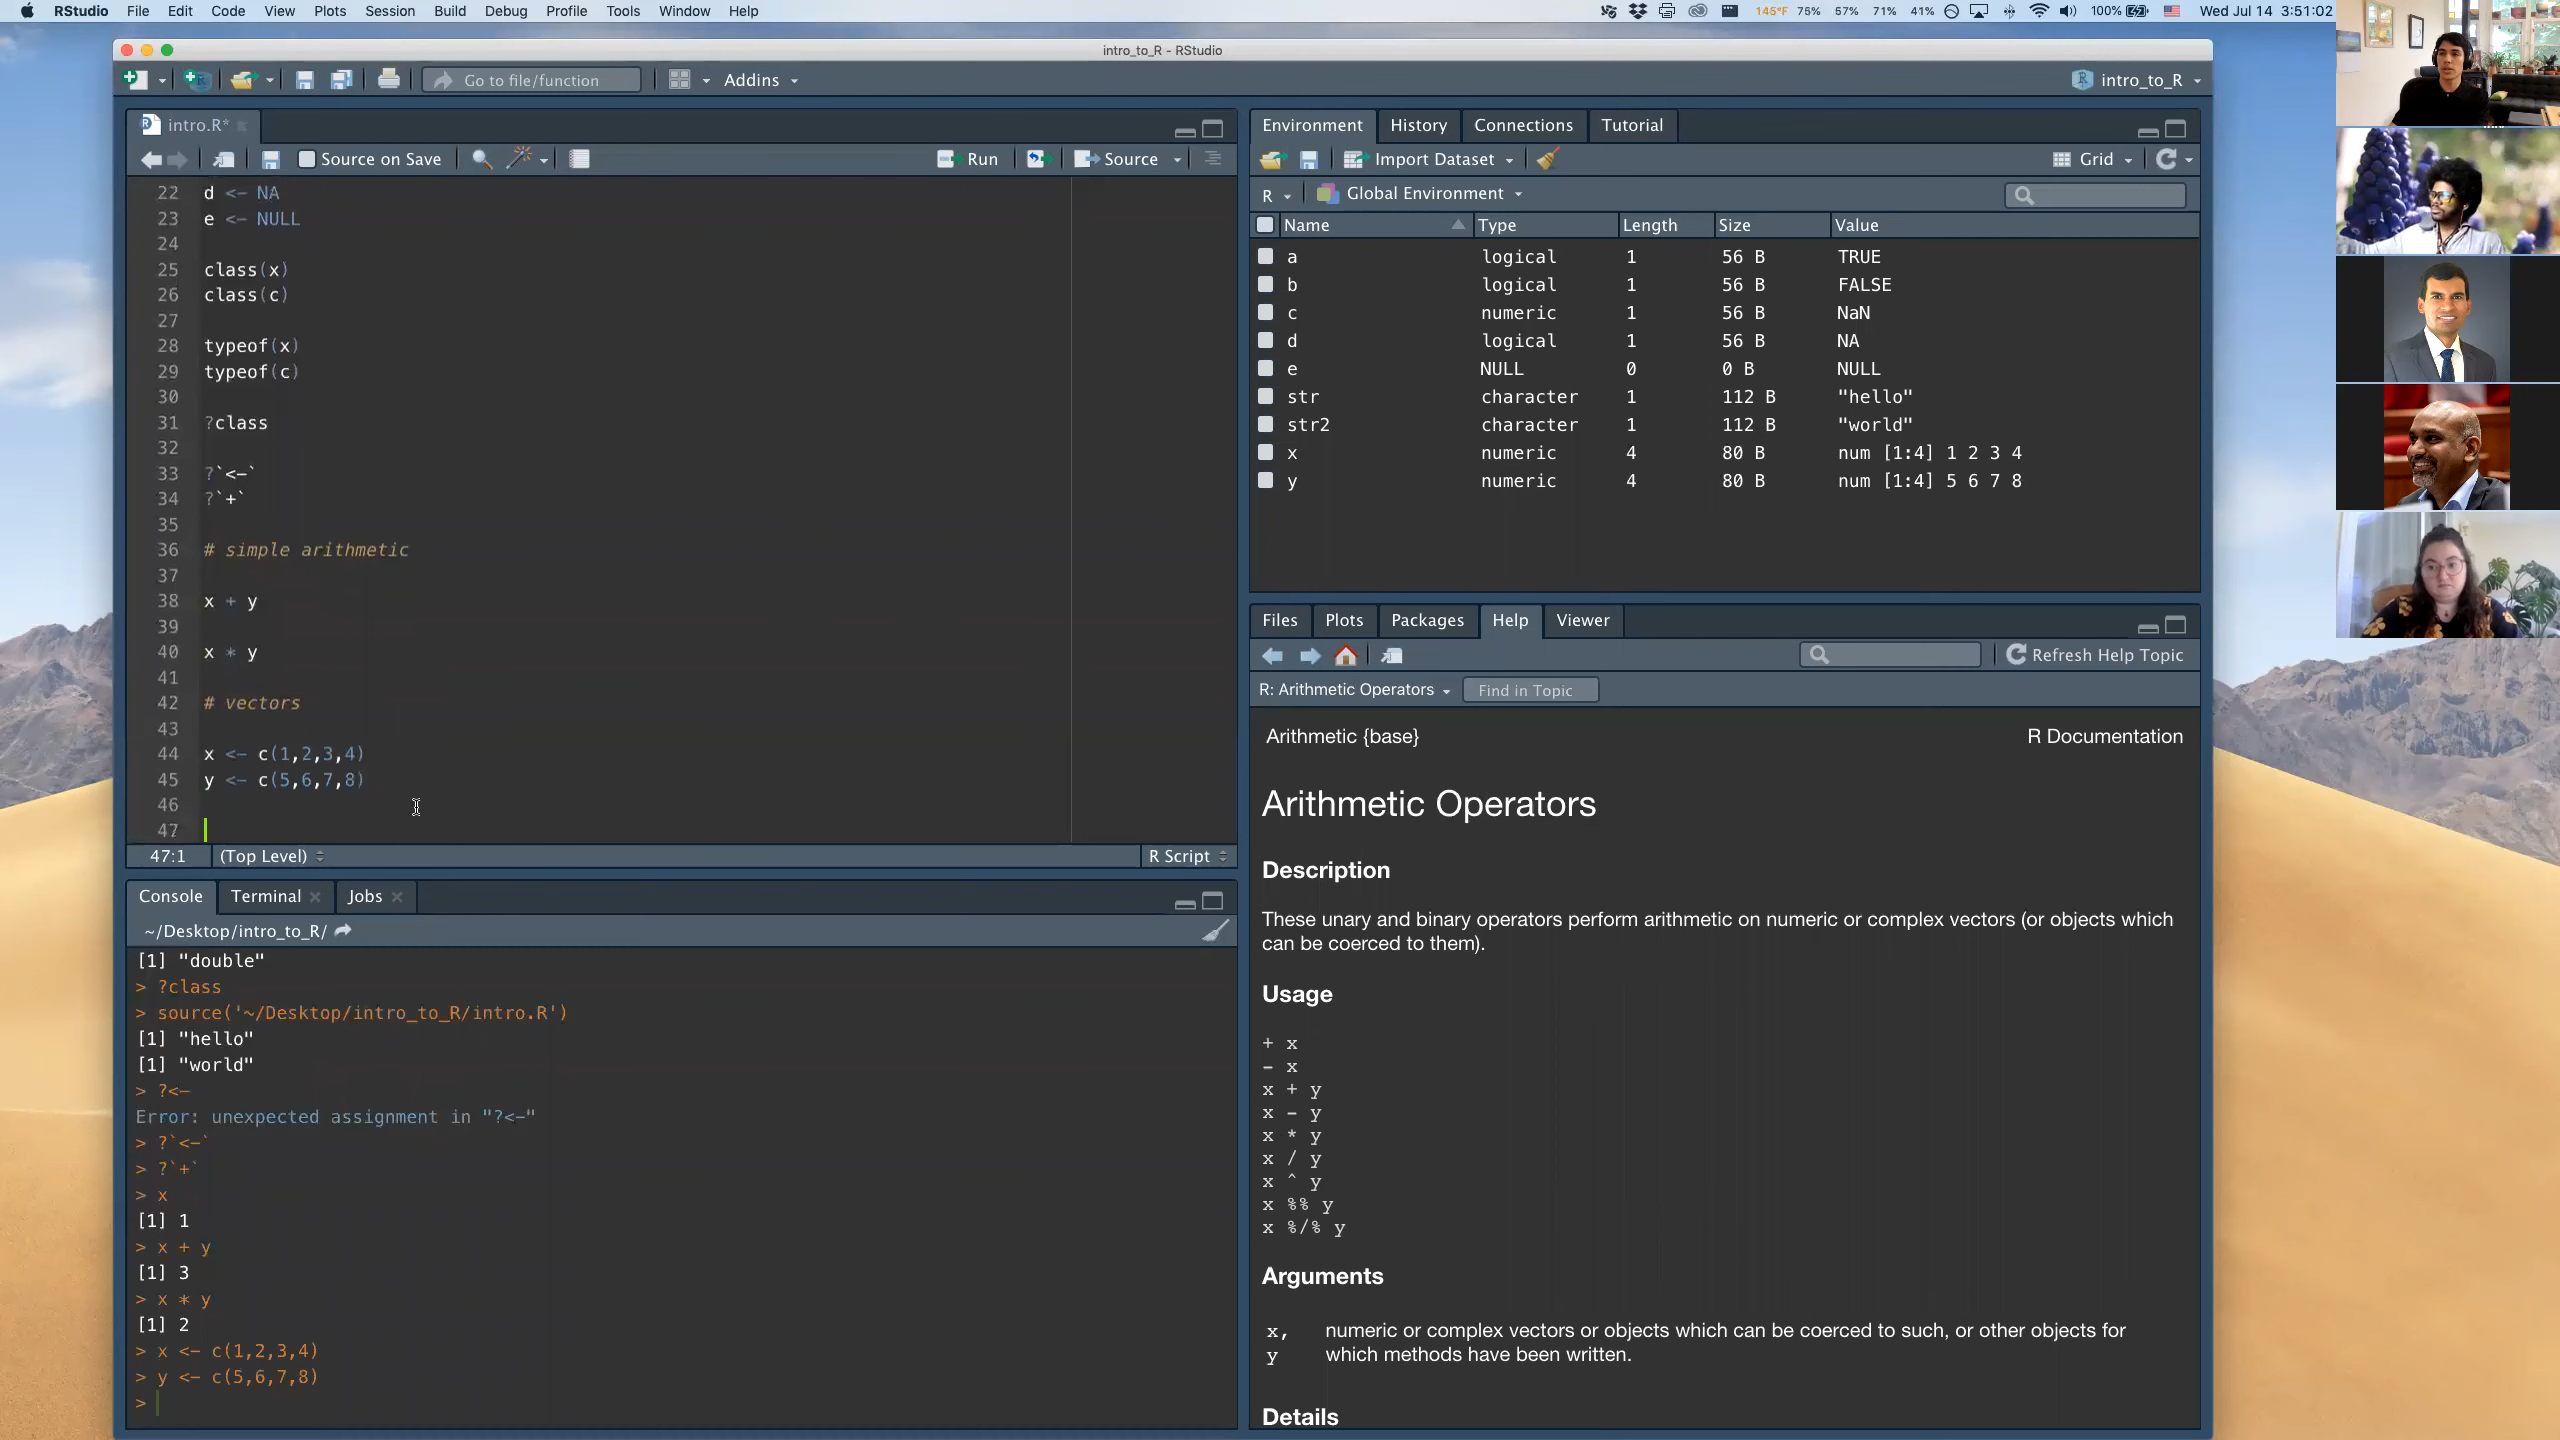 RStudio File Edit Code View Plots Session Build Debug Profile Tools Window Help
145°F 75% 57% 71% 41% 100% Wed Jul 14 3:51:02
intro_to_R - RStudio
Go to file/function Addins intro_to_R
intro.R*
Source on Save Run Source
22 d <- NA
23 e <- NULL
24
25 class(x)
26 class(c)
27
28 typeof(x)
29 typeof(c)
30
31 ?class
32
33 ?`<-`
34 ?`+`
35
36 # simple arithmetic
37
38 x + y
39
40 x * y
41
42 # vectors
43
44 x <- c(1,2,3,4)
45 y <- c(5,6,7,8)
46
47
47:1 (Top Level) R Script
Console Terminal Jobs
~/Desktop/intro_to_R/
[1] "double"
> ?class
> source('~/Desktop/intro_to_R/intro.R')
[1] "hello"
[1] "world"
> ?<-
Error: unexpected assignment in "?<-"
> ?`<-`
> ?`+`
> x
[1] 1
> x + y
[1] 3
> x * y
[1] 2
> x <- c(1,2,3,4)
> y <- c(5,6,7,8)
>
Environment History Connections Tutorial
Import Dataset Grid
R Global Environment
Name Type Length Size Value
a logical 1 56 B TRUE
b logical 1 56 B FALSE
c numeric 1 56 B NaN
d logical 1 56 B NA
e NULL 0 0 B NULL
str character 1 112 B "hello"
str2 character 1 112 B "world"
x numeric 4 80 B num [1:4] 1 2 3 4
y numeric 4 80 B num [1:4] 5 6 7 8
Files Plots Packages Help Viewer
Refresh Help Topic
R: Arithmetic Operators Find in Topic
Arithmetic {base} R Documentation
Arithmetic Operators
Description
These unary and binary operators perform arithmetic on numeric or complex vectors (or objects which
can be coerced to them).
Usage
+ x
- x
x + y
x - y
x * y
x / y
x ^ y
x %% y
x %/% y
Arguments
x, numeric or complex vectors or objects which can be coerced to such, or other objects for
y which methods have been written.
Details